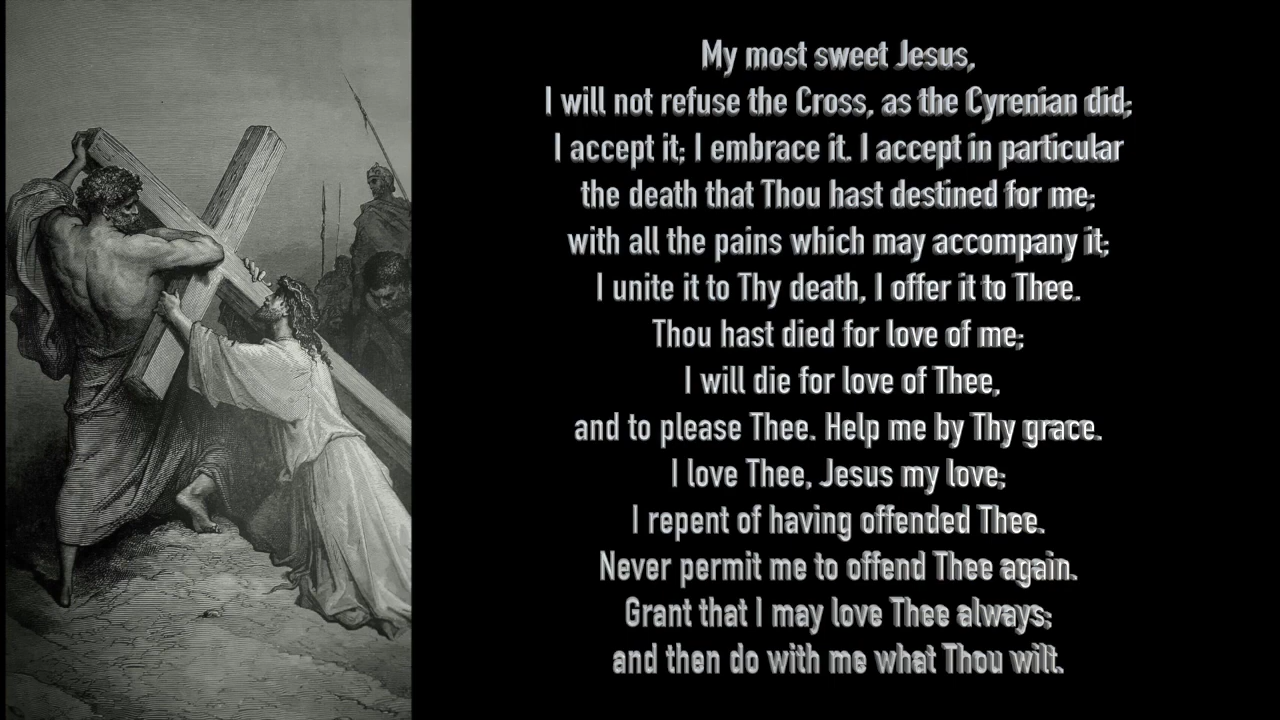 My most sweet Jesus,
I will not refuse the Cross, as the Cyrenian did;
I accept it; I embrace it. I accept in particular
the death that Thou hast destined for me;
with all the pains which may accompany it;
I unite it to Thy death, I offer it to Thee.
Thou hast died for love of me;
I will die for love of Thee,
and to please Thee. Help me by Thy grace.
I love Thee, Jesus my love;
I repent of having offended Thee.
Never permit me to offend Thee again.
Grant that I may love Thee always;
and then do with me what Thou wilt.